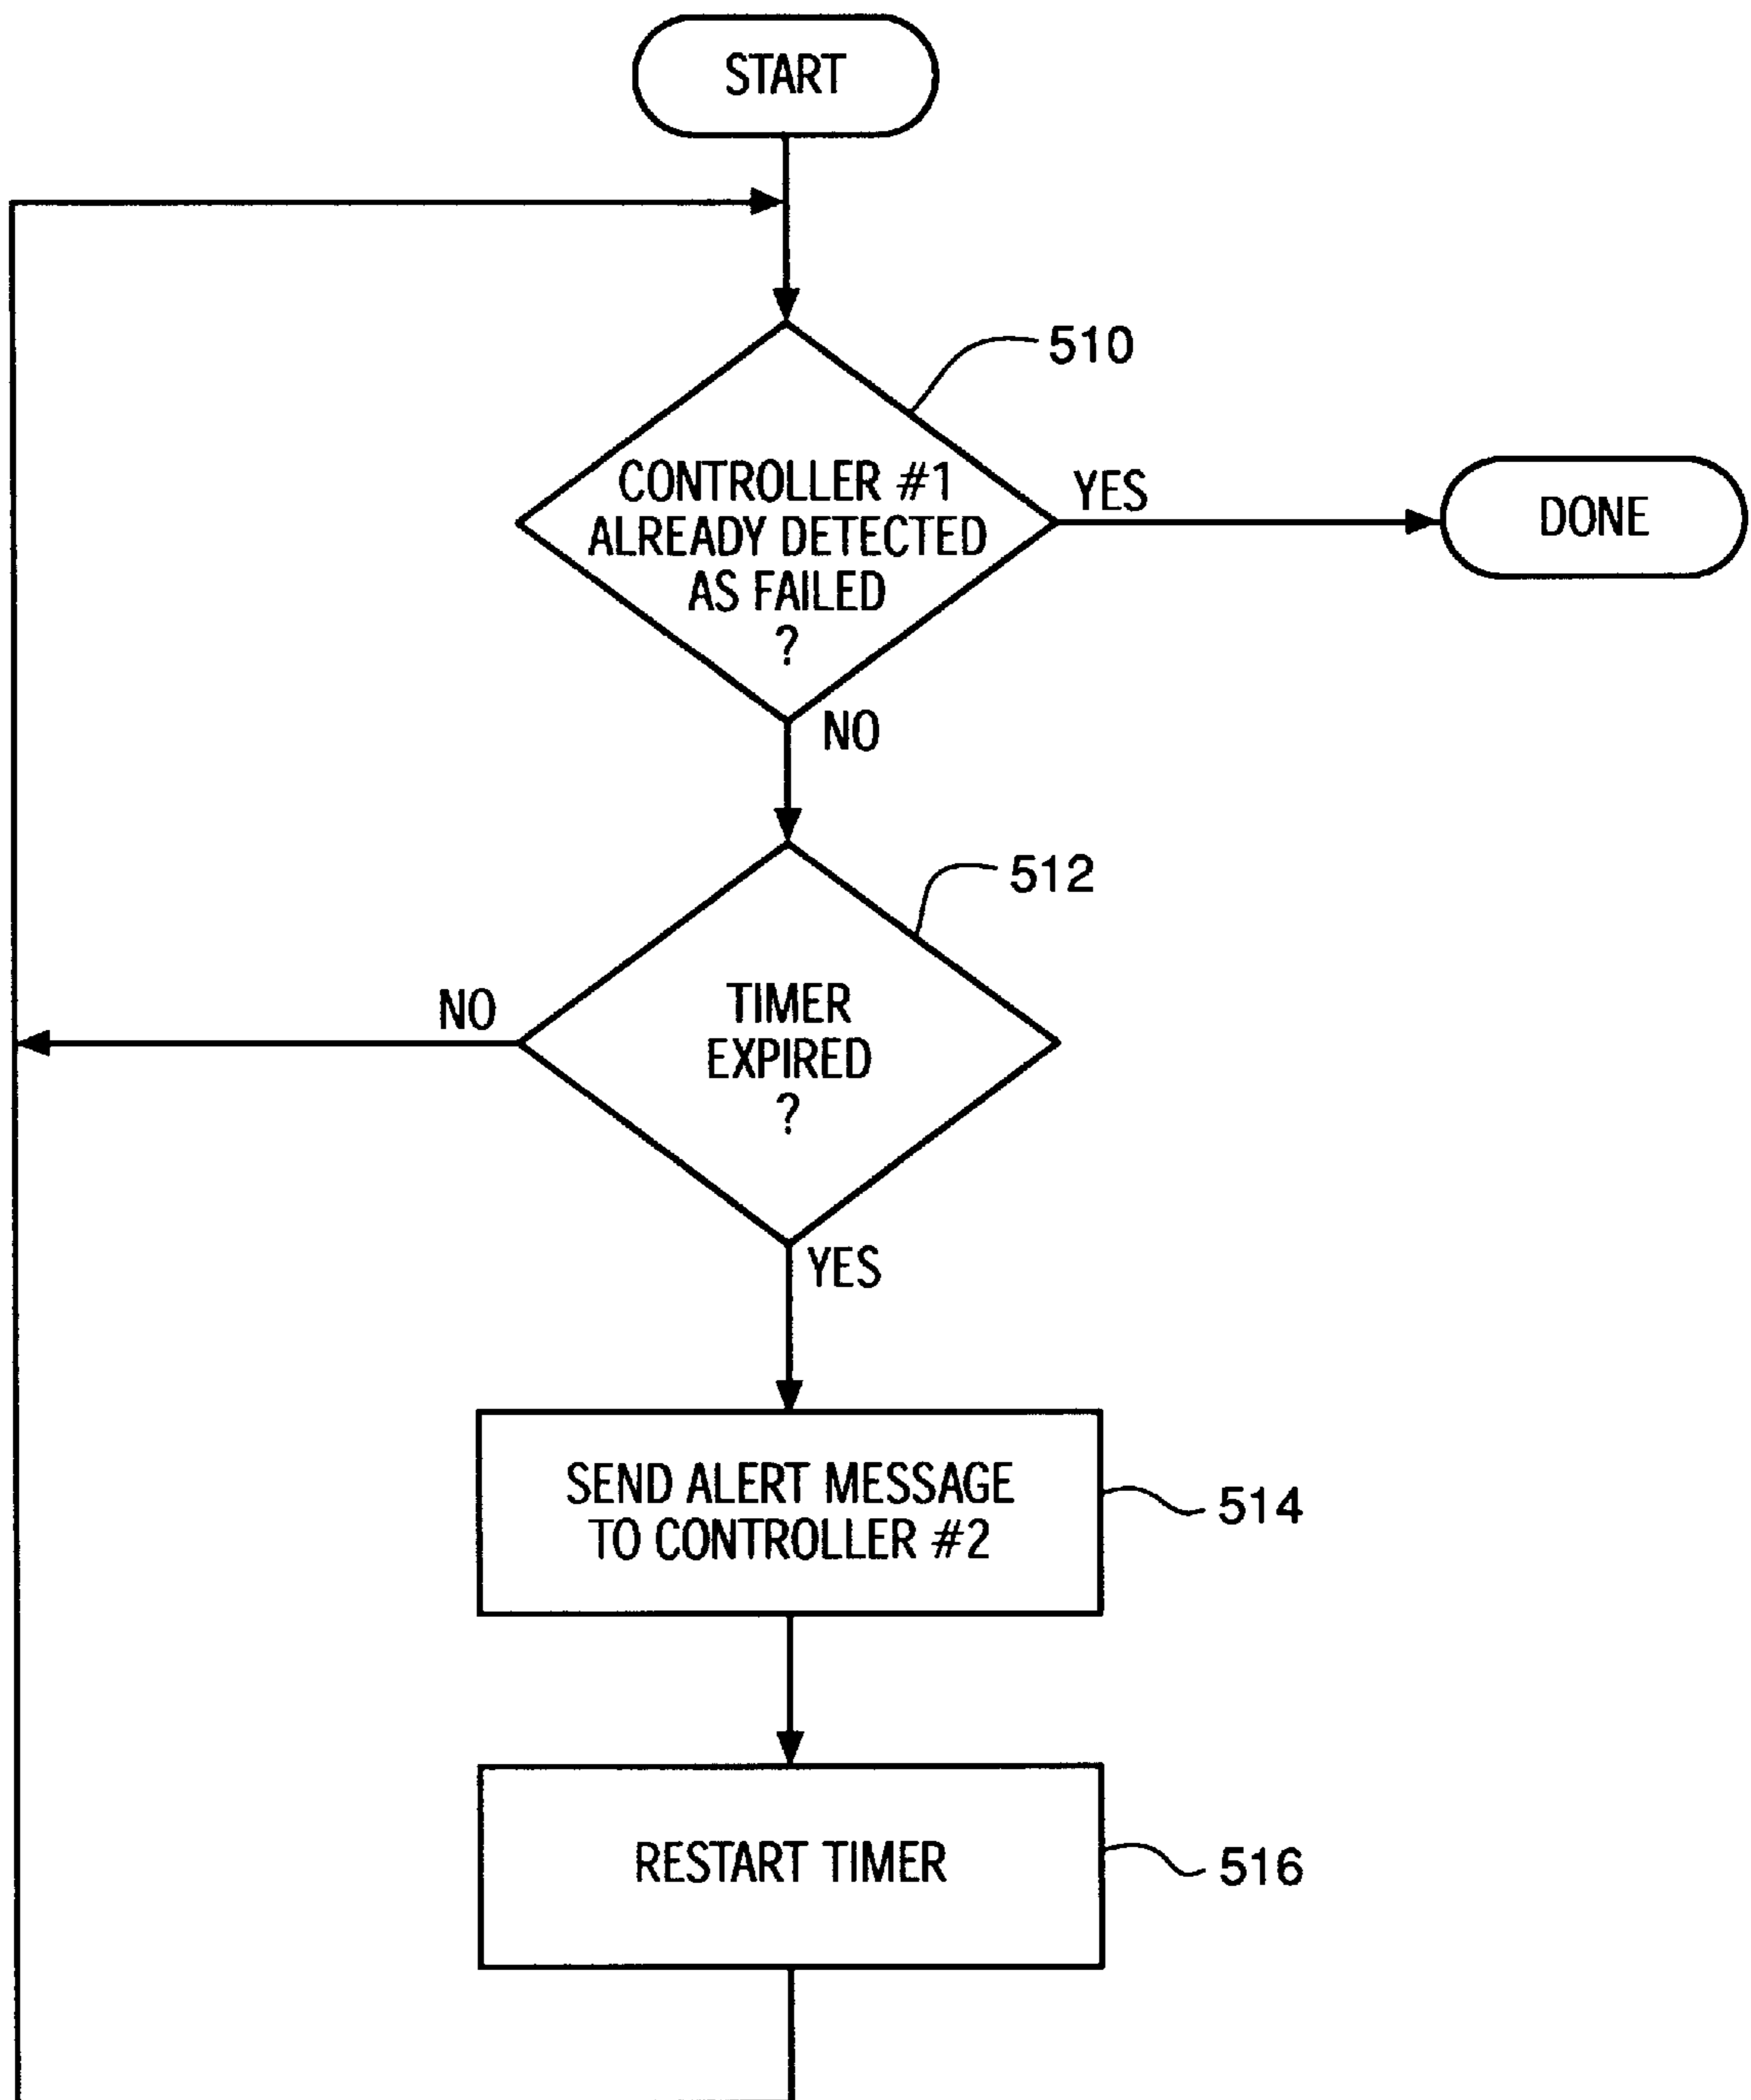 START
510
CONTROLLER #1
ALREADY DETECTED
AS FAILED
?
YES
DONE
NO
512
TIMER
EXPIRED
?
NO
YES
SEND ALERT MESSAGE
TO CONTROLLER #2
514
RESTART TIMER
516